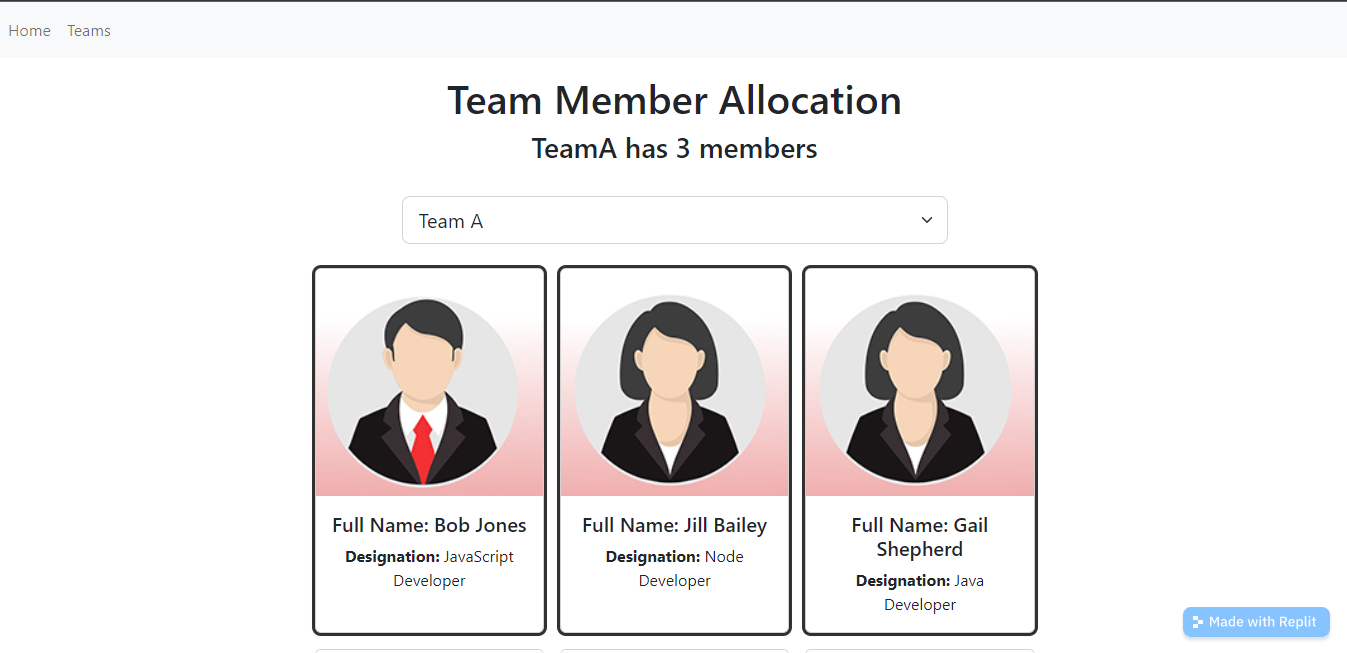 Home Teams
Team Member Allocation
TeamA has 3 members
Team A
Full Name: Bob Jones
Designation: JavaScript
Developer
Full Name: Jill Bailey
Designation: Node
Developer
Full Name: Gail
Shepherd
Designation: Java
Developer
Made with Replit